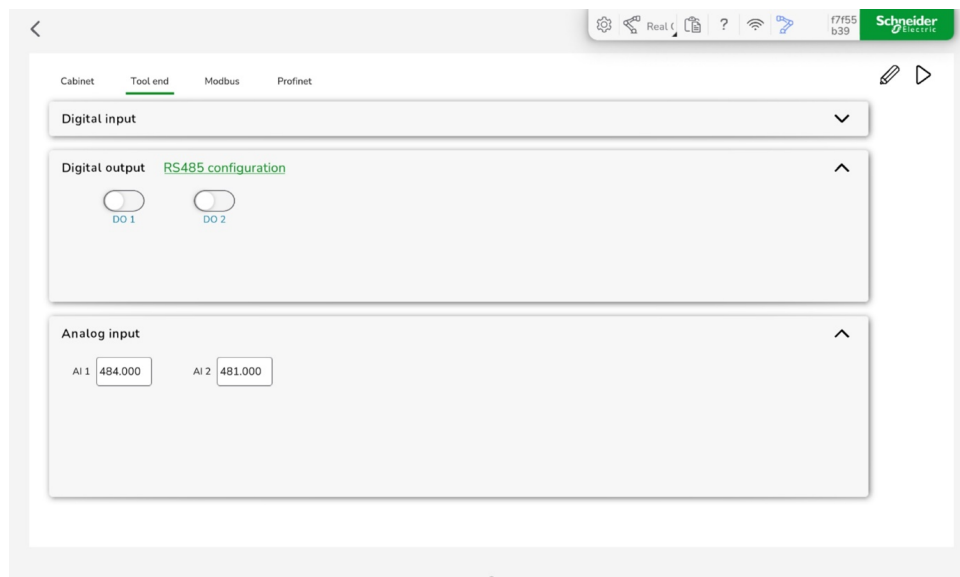 Real (
?
f7f55
b39
Schneider
Electric
Cabinet Tool end Modbus Profinet
Digital input
Digital output RS485 configuration
DO 1 DO 2
Analog input
AI 1 484.000 AI 2 481.000